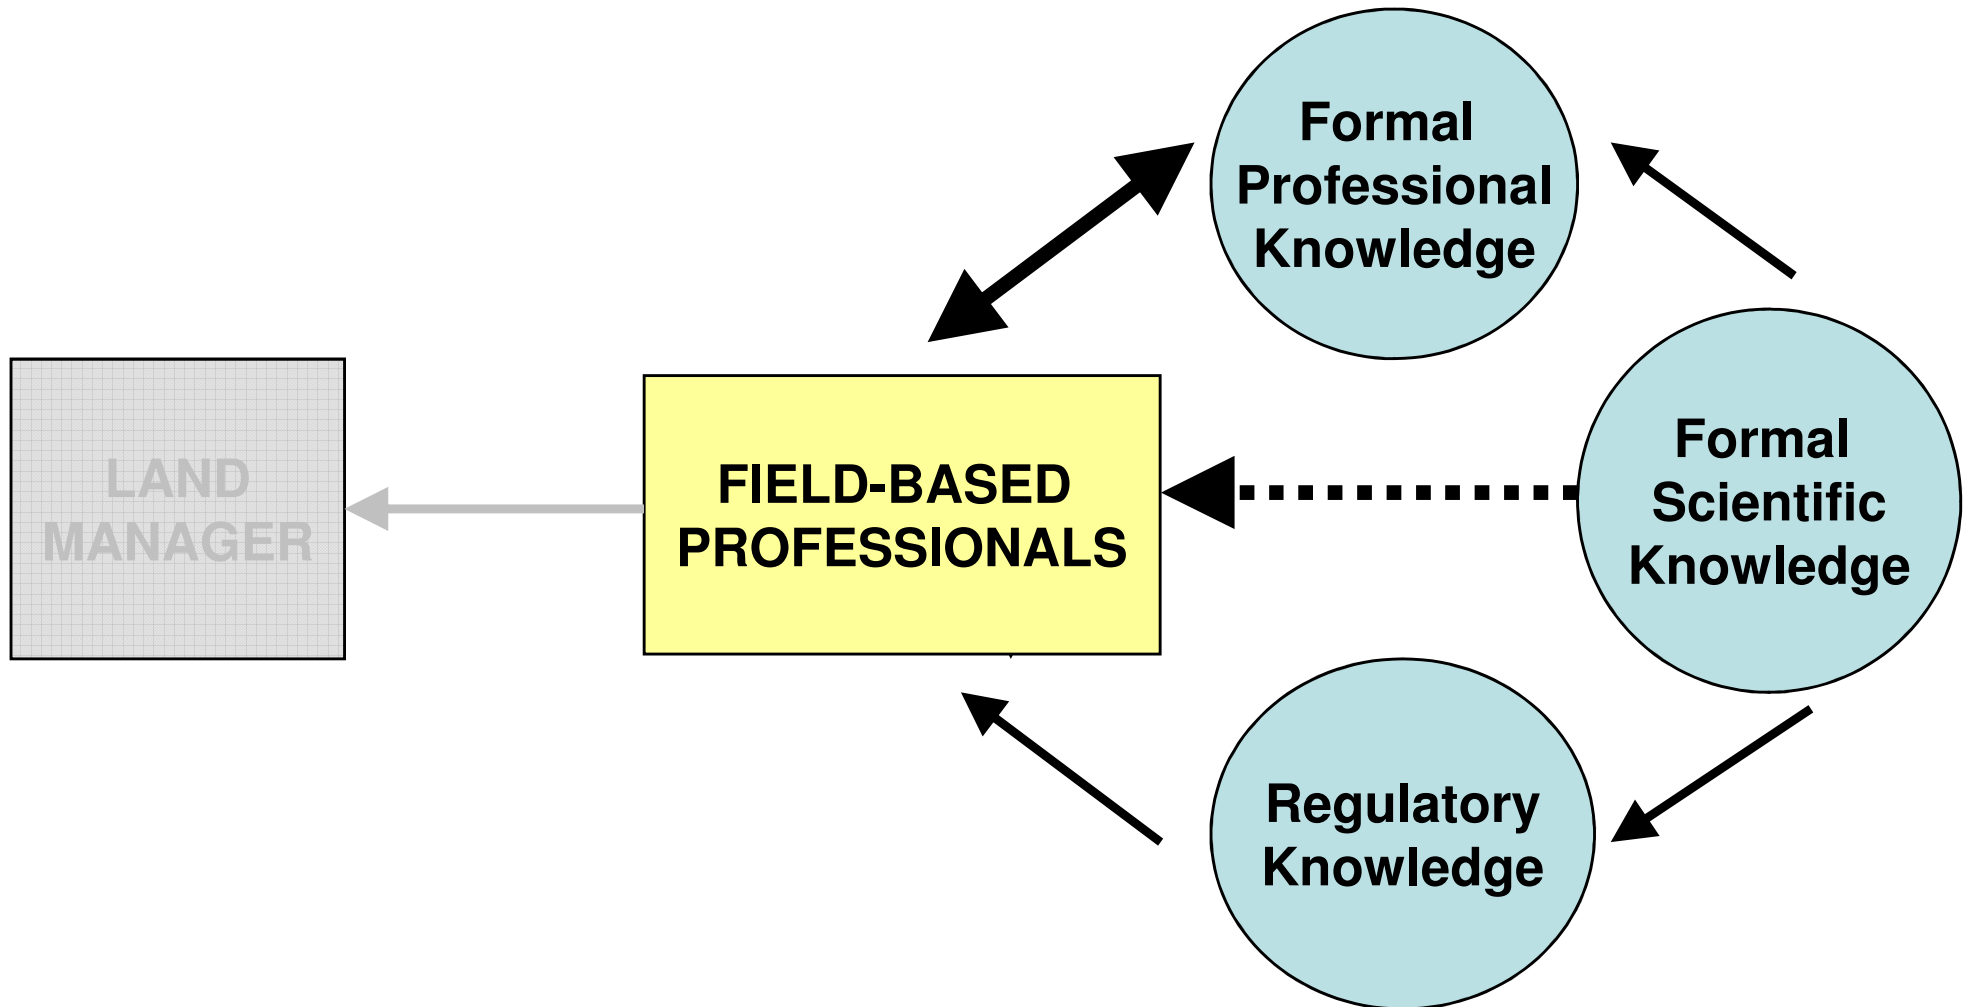 Formal
Professional
Knowledge
LAND
MANAGER
FIELD-BASED
PROFESSIONALS
Formal
Scientific
Knowledge
Regulatory
Knowledge